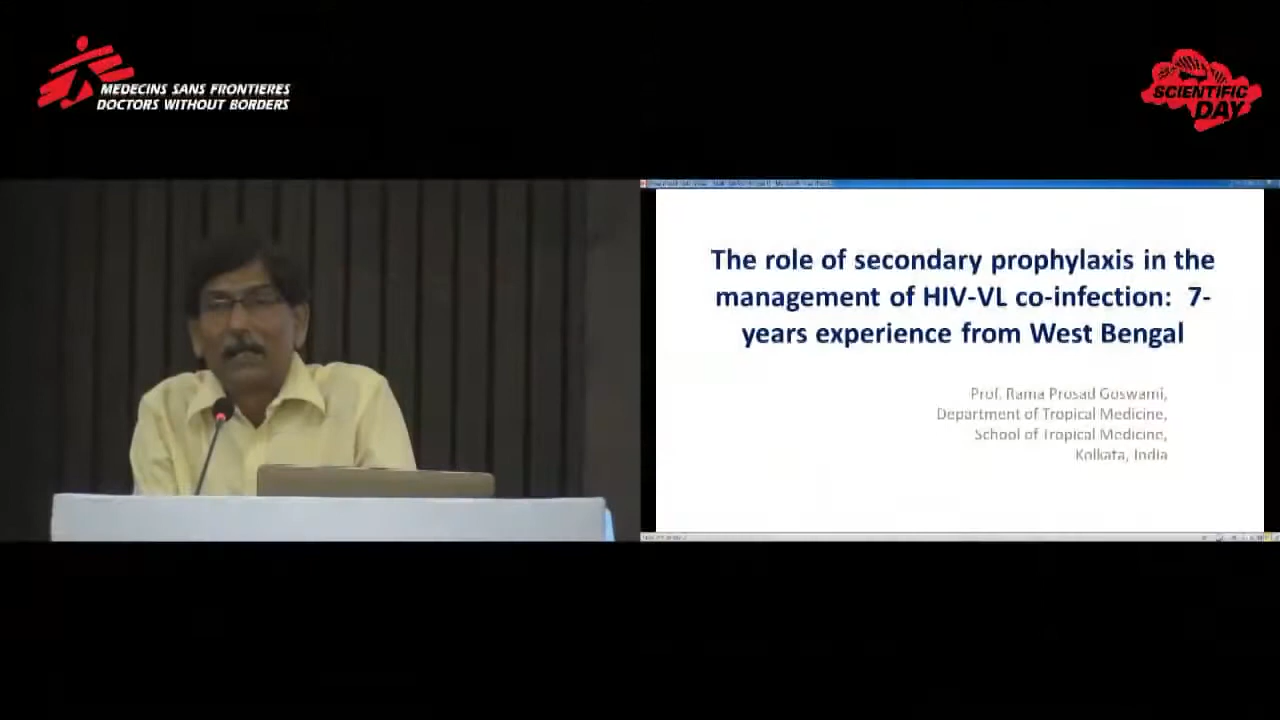 MEDECINS SANS FRONTIERES
DOCTORS WITHOUT BORDERS
SCIENTIFIC
DAY
The role of secondary prophylaxis in the
management of HIV-VL co-infection: 7-
years experience from West Bengal
Prof. Rama Prosad Goswami,
Department of Tropical Medicine,
School of Tropical Medicine,
Kolkata, India